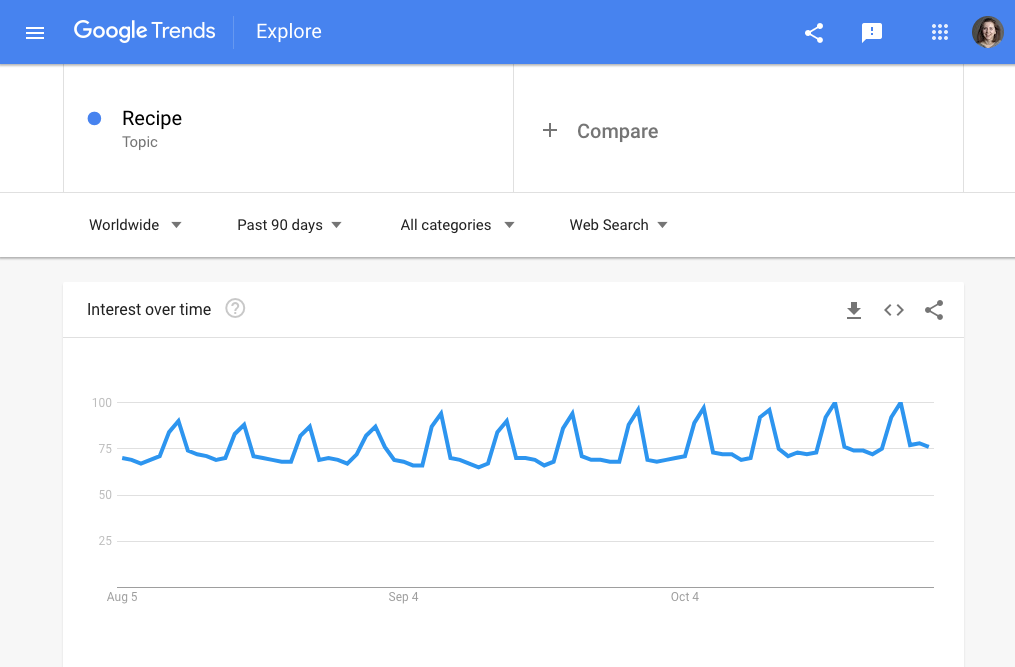 Google Trends Explore
Recipe
Topic
+ Compare
Worldwide Past 90 days All categories Web Search
Interest over time ?
100
75
50
25
Aug 5 Sep 4 Oct 4